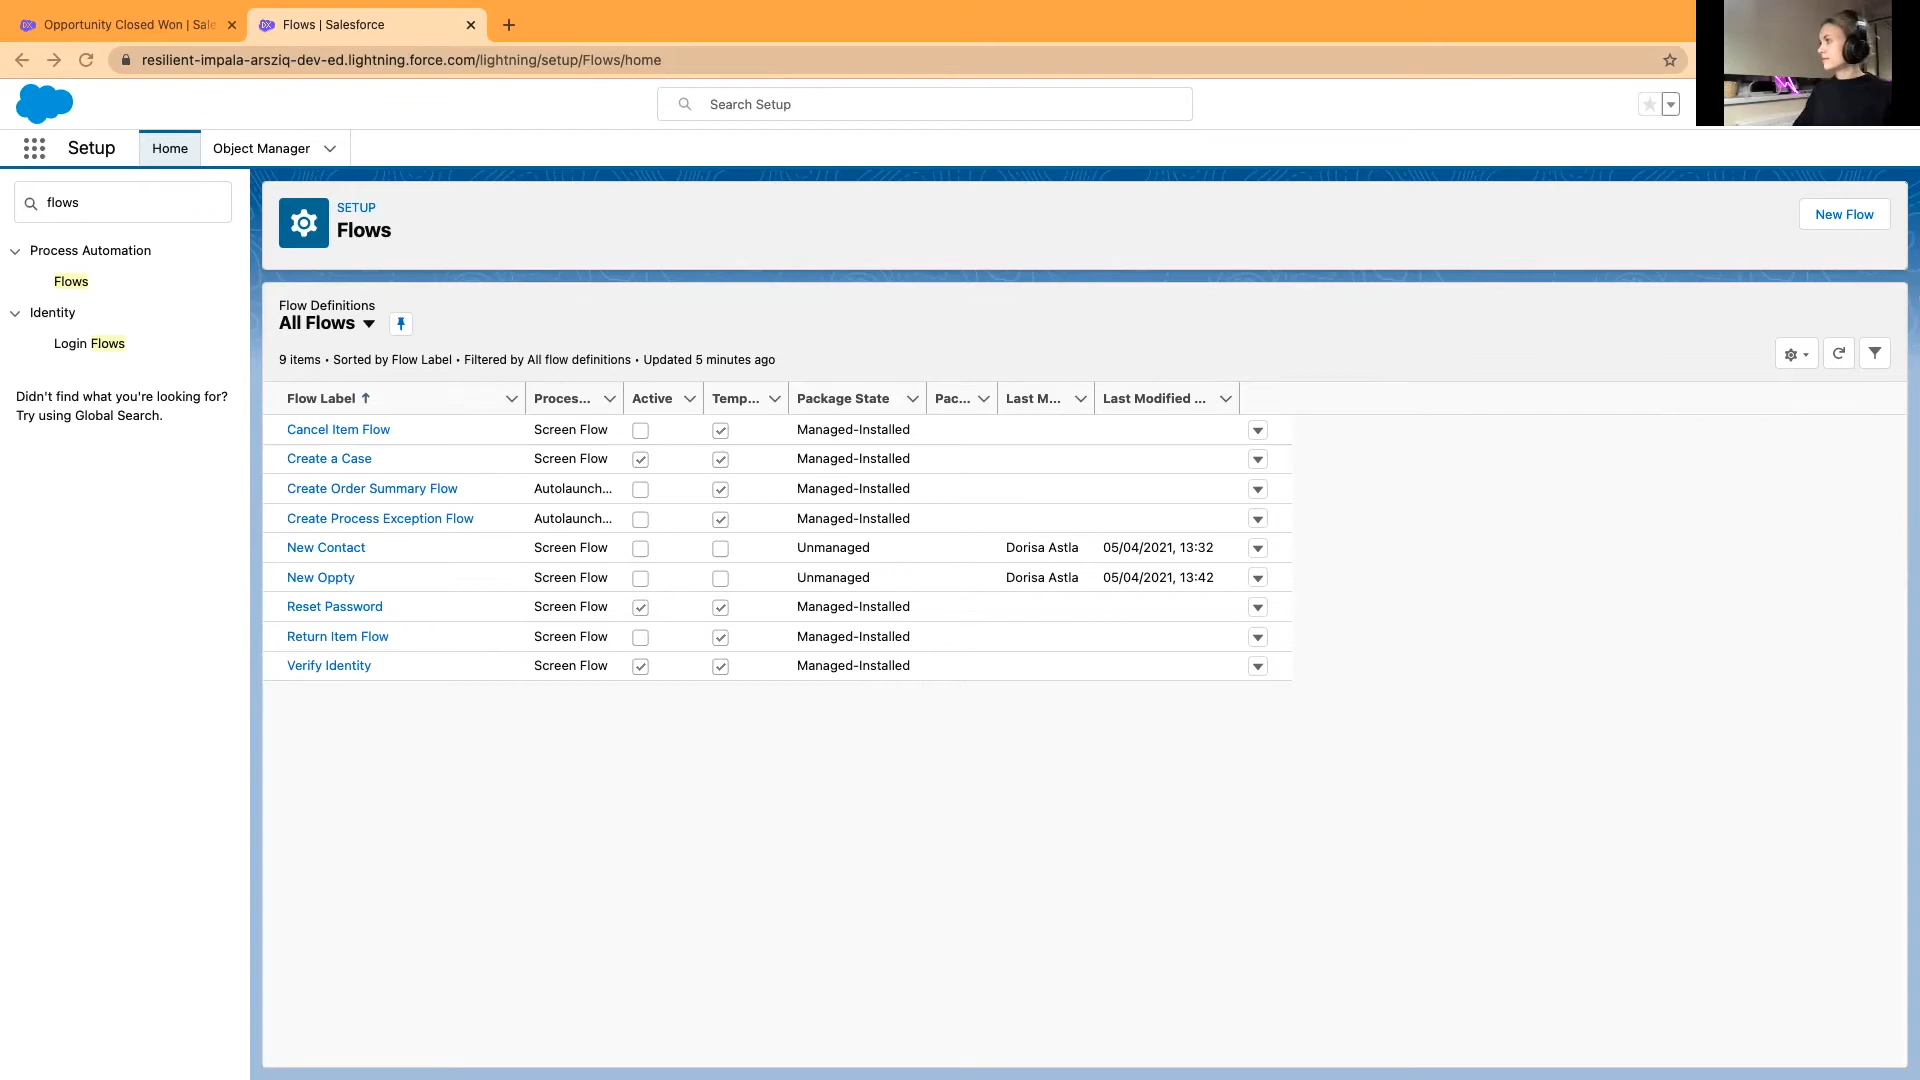 Opportunity Closed Won | Sale
Flows | Salesforce
resilient-impala-arsziq-dev-ed.lightning.force.com/lightning/setup/Flows/home
Search Setup
Setup
Home
Object Manager
flows
Process Automation
Flows
Identity
Login Flows
Didn't find what you're looking for?
Try using Global Search.
SETUP
Flows
New Flow
Flow Definitions
All Flows
9 items • Sorted by Flow Label • Filtered by All flow definitions • Updated 5 minutes ago
Flow Label Proces... Active Temp... Package State Pac... Last M... Last Modified ...
Cancel Item Flow Screen Flow Managed-Installed
Create a Case Screen Flow Managed-Installed
Create Order Summary Flow Autolaunch... Managed-Installed
Create Process Exception Flow Autolaunch... Managed-Installed
New Contact Screen Flow Unmanaged Dorisa Astla 05/04/2021, 13:32
New Oppty Screen Flow Unmanaged Dorisa Astla 05/04/2021, 13:42
Reset Password Screen Flow Managed-Installed
Return Item Flow Screen Flow Managed-Installed
Verify Identity Screen Flow Managed-Installed